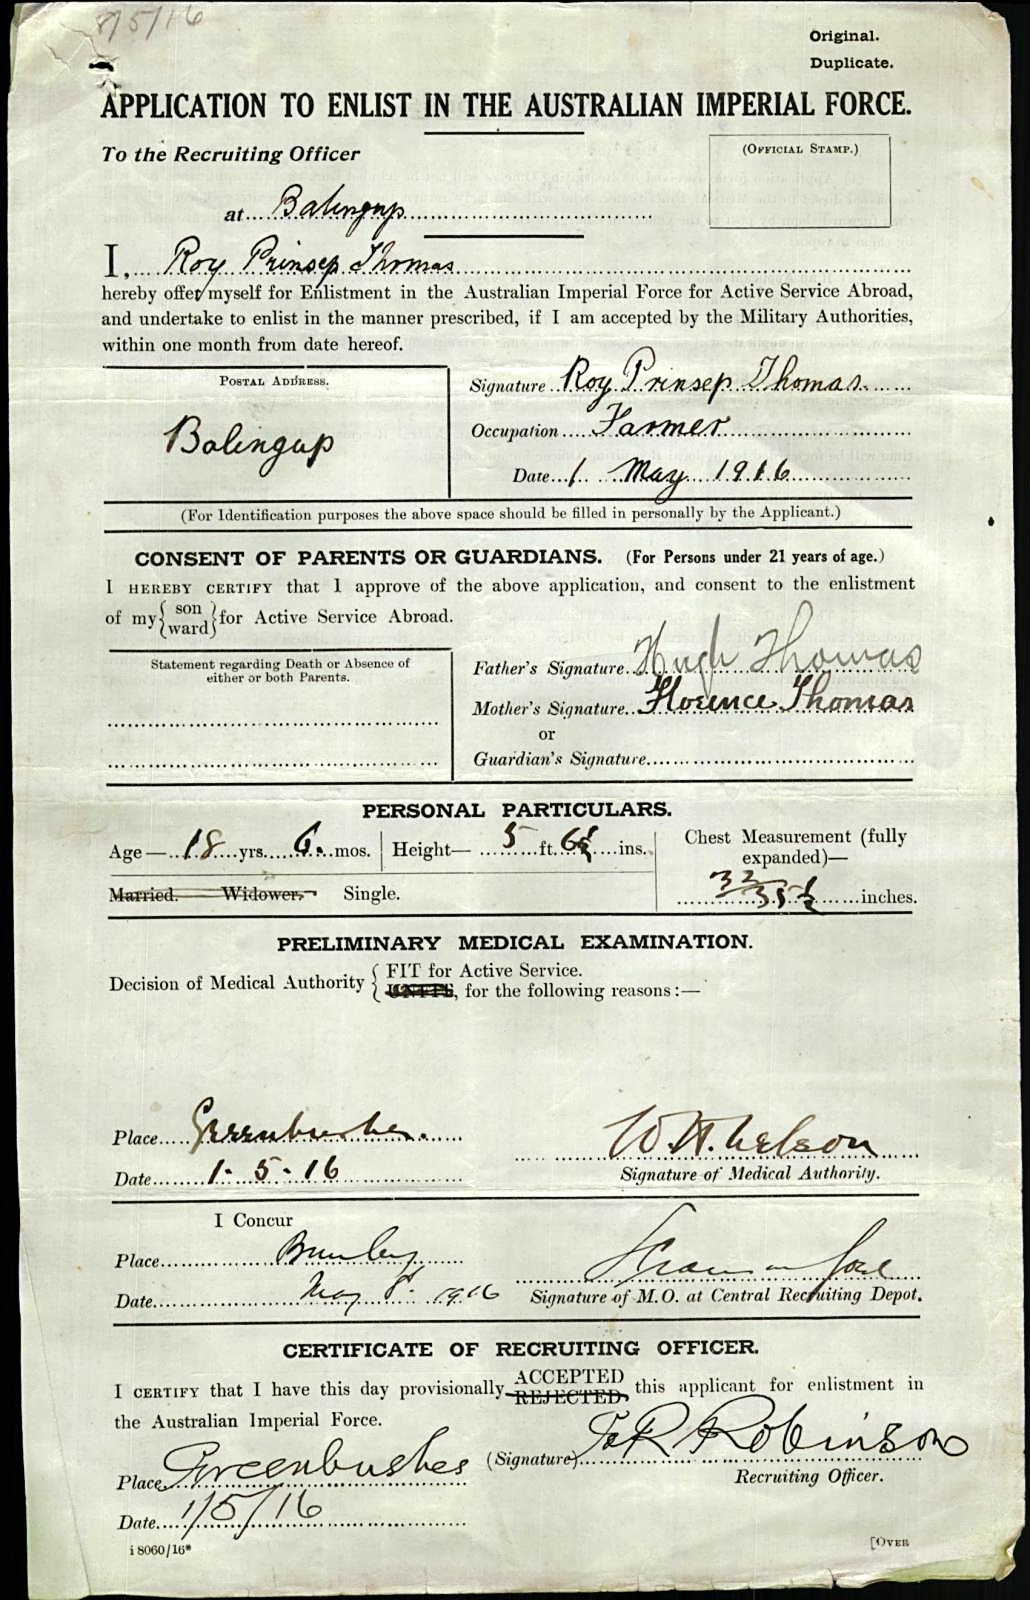 8/5/16
Original.
Duplicate.
APPLICATION TO ENLIST IN THE AUSTRALIAN IMPERIAL FORCE.
To the Recruiting Officer
(OFFICIAL STAMP.)
at Balingup
I, Roy Prinsep Thomas
hereby offer myself for Enlistment in the Australian Imperial Force for Active Service Abroad,
and undertake to enlist in the manner prescribed, if I am accepted by the Military Authorities,
within one month from date hereof.
POSTAL ADDRESS.
Balingup
Signature Roy Prinsep Thomas
Occupation Farmer
Date 1 May 1916
(For Identification purposes the above space should be filled in personally by the Applicant.)
CONSENT OF PARENTS OR GUARDIANS. (For Persons under 21 years of age.)
I HEREBY CERTIFY that I approve of the above application, and consent to the enlistment
of my { son ward } for Active Service Abroad.
Statement regarding Death or Absence of
either or both Parents.
Father's Signature Hugh Thomas
Mother's Signature Florence Thomas
or
Guardian's Signature
PERSONAL PARTICULARS.
Age— 18 yrs. 6 mos. Height— 5 ft. 6½ ins.
Chest Measurement (fully
expanded)—
32/35½ inches.
Married. Widower. Single.
PRELIMINARY MEDICAL EXAMINATION.
Decision of Medical Authority { FIT for Active Service.
UNFIT, for the following reasons:—
Place Greenbushes.
Date 1-5-16
W. H. Nelson
Signature of Medical Authority.
I Concur
Place
Date May 8. 1916
Signature of M.O. at Central Recruiting Depot.
CERTIFICATE OF RECRUITING OFFICER.
I CERTIFY that I have this day provisionally ACCEPTED REJECTED, this applicant for enlistment in
the Australian Imperial Force.
(Signature) Robinson
Recruiting Officer.
Place Greenbushes
Date 1/5/16
i 8060/16*
[OVER